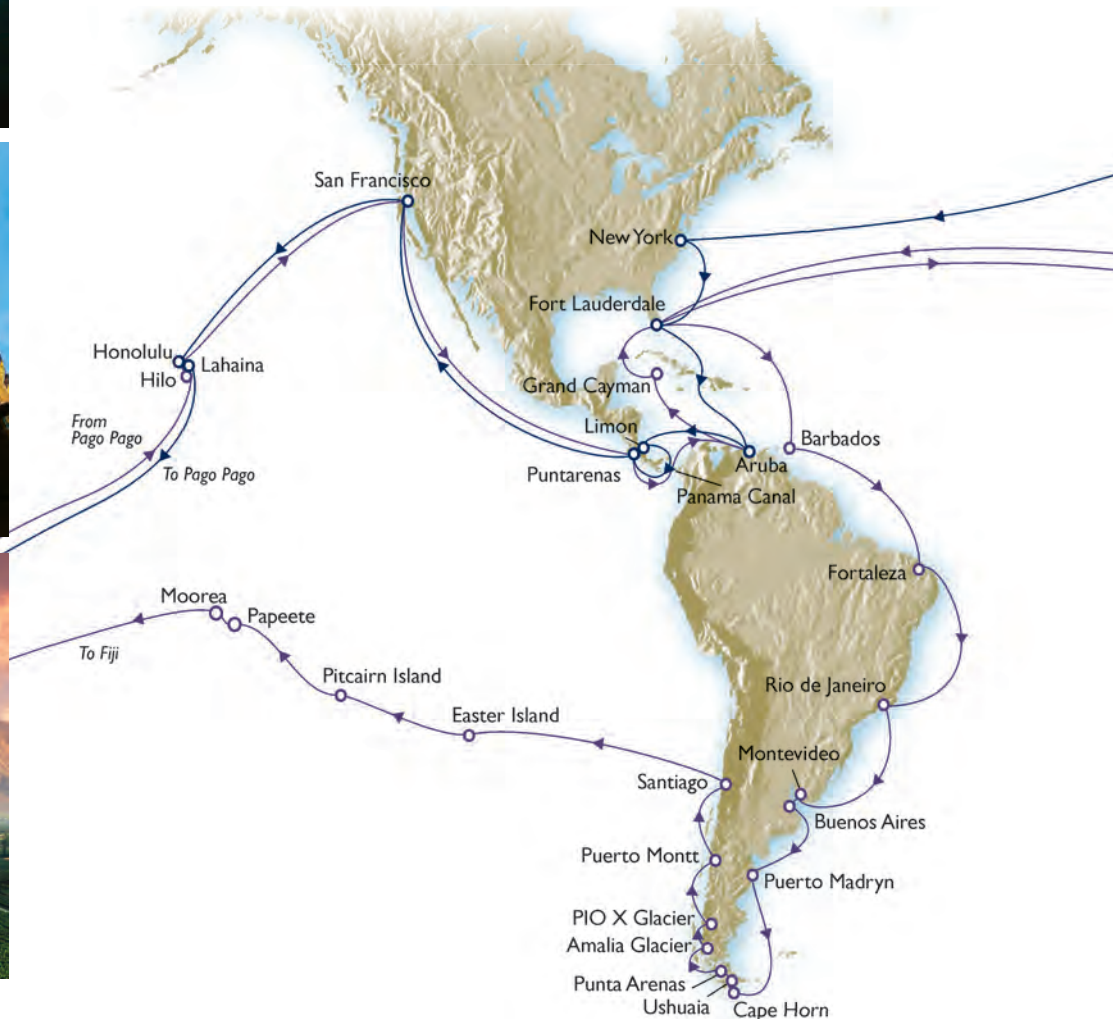 San Francisco
New York
Fort Lauderdale
Honolulu
Lahaina
Hilo
Grand Cayman
From
Pago Pago
Limon
Barbados
To Pago Pago
Puntarenas
Aruba
Panama Canal
Fortaleza
Moorea
Papeete
To Fiji
Pitcairn Island
Rio de Janeiro
Easter Island
Montevideo
Santiago
Buenos Aires
Puerto Montt
Puerto Madryn
PIO X Glacier
Amalia Glacier
Punta Arenas
Ushuaia
Cape Horn